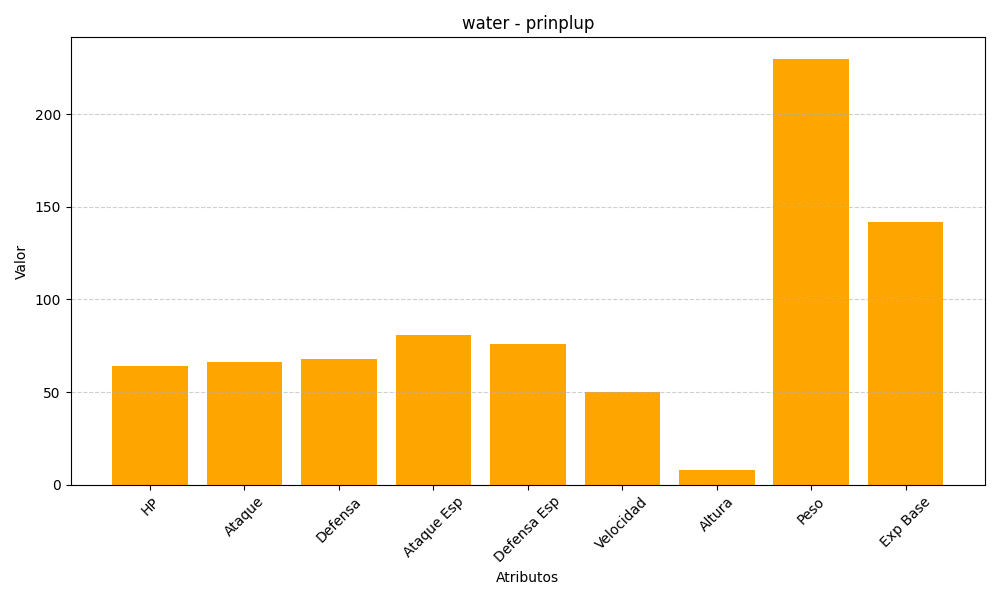 water - prinplup
Valor
200
150
100
50
0
HP
Ataque
Defensa
Ataque Esp
Defensa Esp
Velocidad
Altura
Peso
Exp Base
Atributos